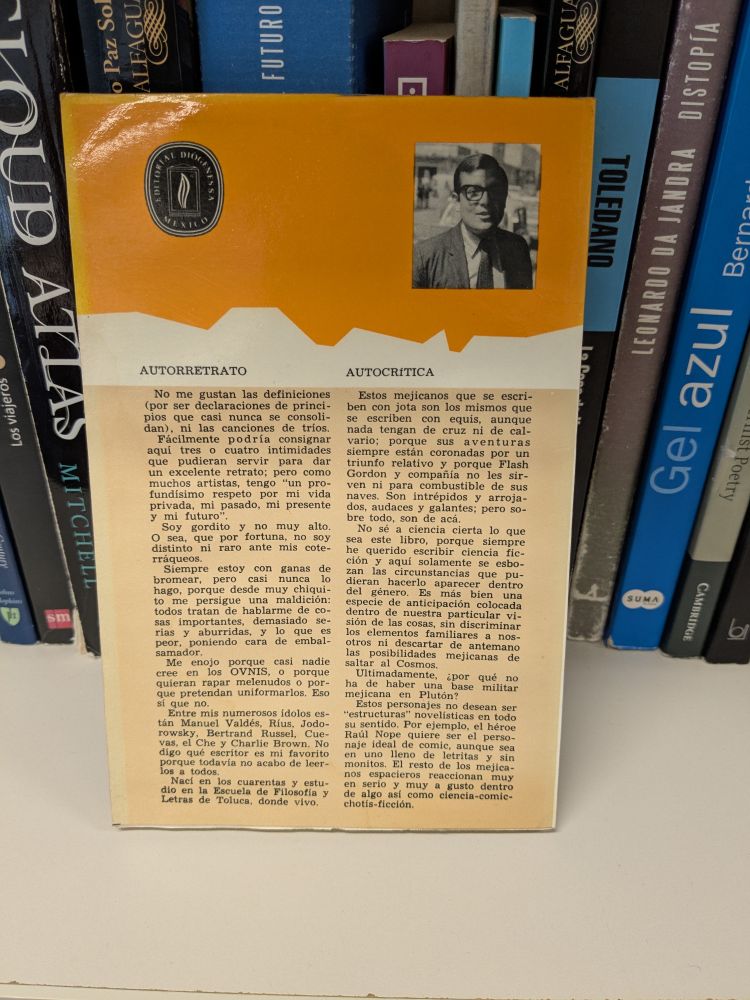 CLOUD ATLAS
MITCHELL
Los viajeros
sm
o Paz Sol
ALFAGUA
FUTURO
ALFAGUA
TOLEDANO
LEONARDO DA JANDRA DISTOPÍA
Gel azul
Bernard
SUMA
Poetry
CAMBRIDGE
EDITORIAL DIOGENES SA
MEXICO
AUTORRETRATO
No me gustan las definiciones
(por ser declaraciones de princi-
pios que casi nunca se consoli-
dan), ni las canciones de tríos.
Fácilmente podría consignar
aquí tres o cuatro intimidades
que pudieran servir para dar
un excelente retrato; pero como
muchos artistas, tengo "un pro-
fundísimo respeto por mi vida
privada, mi pasado, mi presente
y mi futuro".
Soy gordito y no muy alto.
O sea, que por fortuna, no soy
distinto ni raro ante mis cote-
rráqueos.
Siempre estoy con ganas de
bromear, pero casi nunca lo
hago, porque desde muy chiqui-
to me persigue una maldición:
todos tratan de hablarme de co-
sas importantes, demasiado se-
rias y aburridas, y lo que es
peor, poniendo cara de embal-
samador.
Me enojo porque casi nadie
cree en los OVNIS, o porque
quieran rapar melenudos o por-
que pretendan uniformarlos. Eso
sí que no.
Entre mis numerosos ídolos es-
tán Manuel Valdés, Ríus, Jodo-
rowsky, Bertrand Russel, Cue-
vas, el Che y Charlie Brown. No
digo qué escritor es mi favorito
porque todavía no acabo de leer-
los a todos.
Nací en los cuarentas y estu-
dio en la Escuela de Filosofía y
Letras de Toluca, donde vivo.
AUTOCRíTICA
Estos mejicanos que se escri-
ben con jota son los mismos que
se escriben con equis, aunque
nada tengan de cruz ni de cal-
vario; porque sus aventuras
siempre están coronadas por un
triunfo relativo y porque Flash
Gordon y compañía no les sir-
ven ni para combustible de sus
naves. Son intrépidos y arroja-
dos, audaces y galantes; pero so-
bre todo, son de acá.
No sé a ciencia cierta lo que
sea este libro, porque siempre
he querido escribir ciencia fic-
ción y aquí solamente se esbo-
zan las circunstancias que pu-
dieran hacerlo aparecer dentro
del género. Es más bien una
especie de anticipación colocada
dentro de nuestra particular vi-
sión de las cosas, sin discriminar
los elementos familiares a nos-
otros ni descartar de antemano
las posibilidades mejicanas de
saltar al Cosmos.
Ultimadamente, ¿por qué no
ha de haber una base militar
mejicana en Plutón?
Estos personajes no desean ser
"estructuras" novelísticas en todo
su sentido. Por ejemplo, el héroe
Raúl Nope quiere ser el perso-
naje ideal de comic, aunque sea
en uno lleno de letritas y sin
monitos. El resto de los mejica-
nos espacieros reaccionan muy
en serio y muy a gusto dentro
de algo así como ciencia-comic-
chotís-ficción.